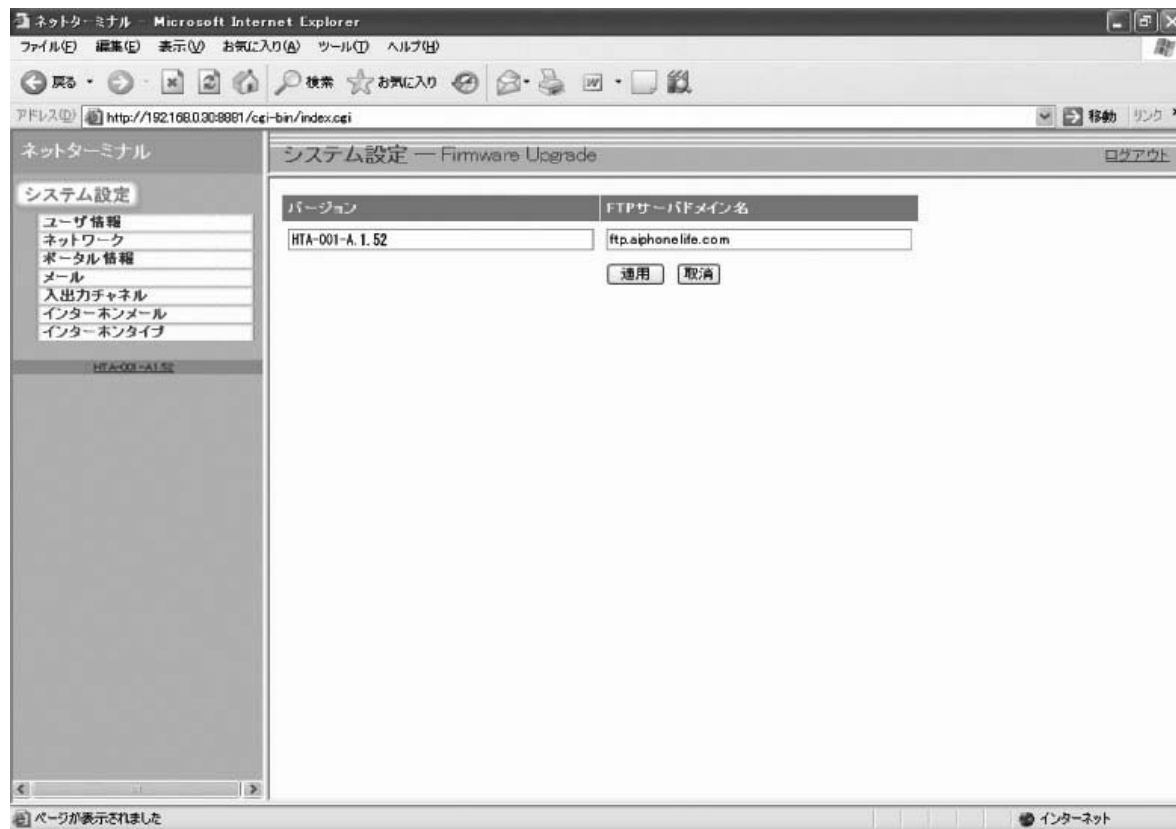 ネットターミナル - Microsoft Internet Explorer
ファイル(F) 編集(E) 表示(V) お気に入り(A) ツール(T) ヘルプ(H)
戻る 検索 お気に入り
アドレス(D) http://192.168.0.30:8881/cgi-bin/index.cgi 移動 リンク
ネットターミナル
システム設定 — Firmware Upgrade
ログアウト
システム設定
ユーザ情報
ネットワーク
ポータル情報
メール
入出力チャネル
インターホンメール
インターホンタイプ
HTA-001-A1.52
バージョン FTPサーバドメイン名
HTA-001-A.1.52 ftp.aiphonelife.com
適用 取消
ページが表示されました インターネット